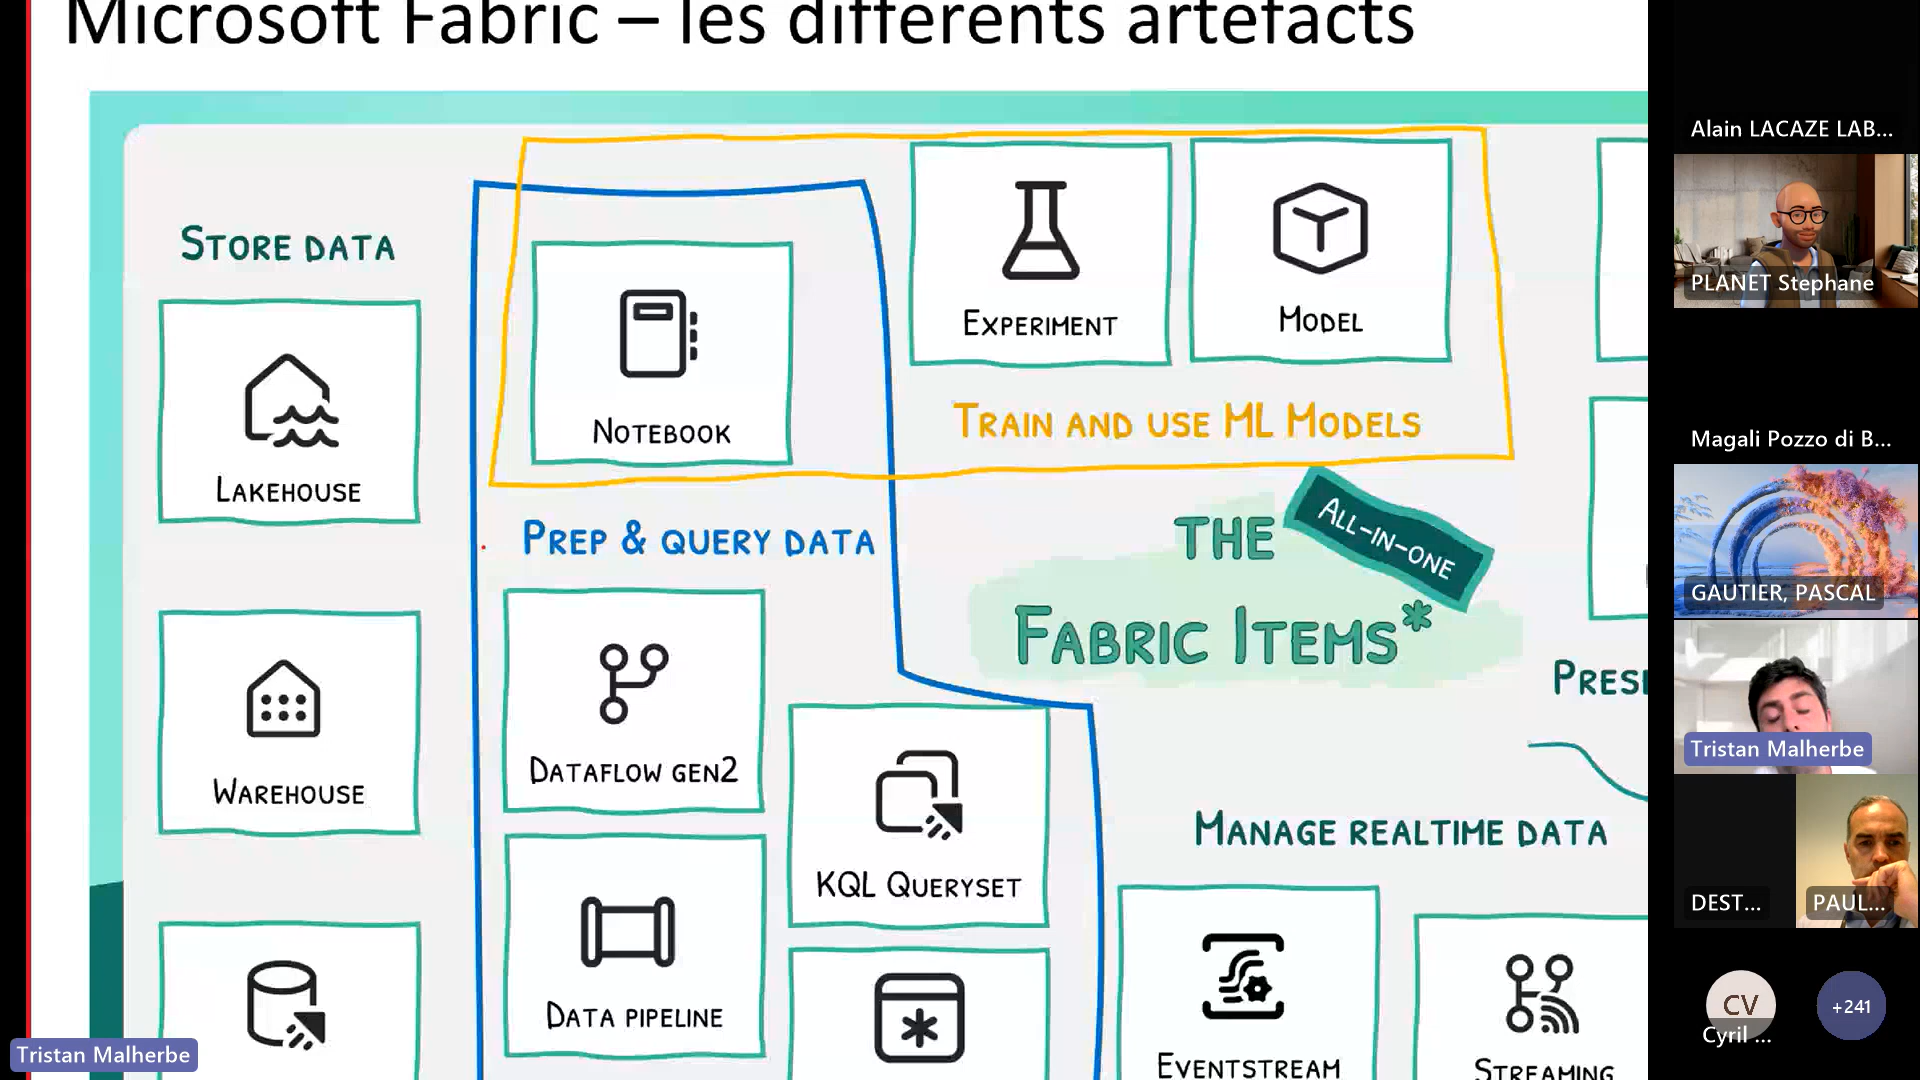 Microsoft Fabric – les différents artefacts
STORE DATA
LAKEHOUSE
WAREHOUSE
NOTEBOOK
PREP & QUERY DATA
DATAFLOW GEN2
DATA PIPELINE
KQL QUERYSET
EXPERIMENT
MODEL
TRAIN AND USE ML MODELS
THE
ALL-IN-ONE
FABRIC ITEMS*
PRES
MANAGE REALTIME DATA
EVENTSTREAM
STREAMING
Tristan Malherbe
Alain LACAZE LAB...
PLANET Stephane
Magali Pozzo di B...
GAUTIER, PASCAL
Tristan Malherbe
DEST...
PAUL...
CV
Cyril ...
+241